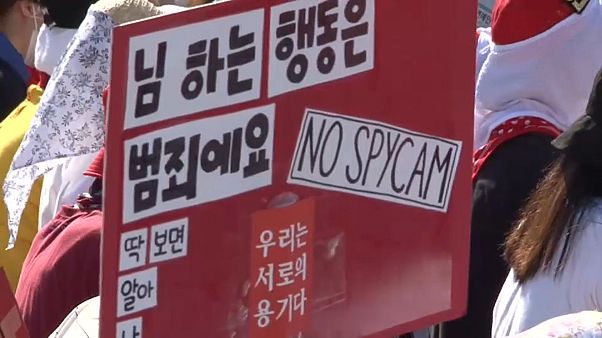 님 하는 행동은
범죄예요
NO SPYCAM
딱 보면
알아
우리는
서로의
용기다